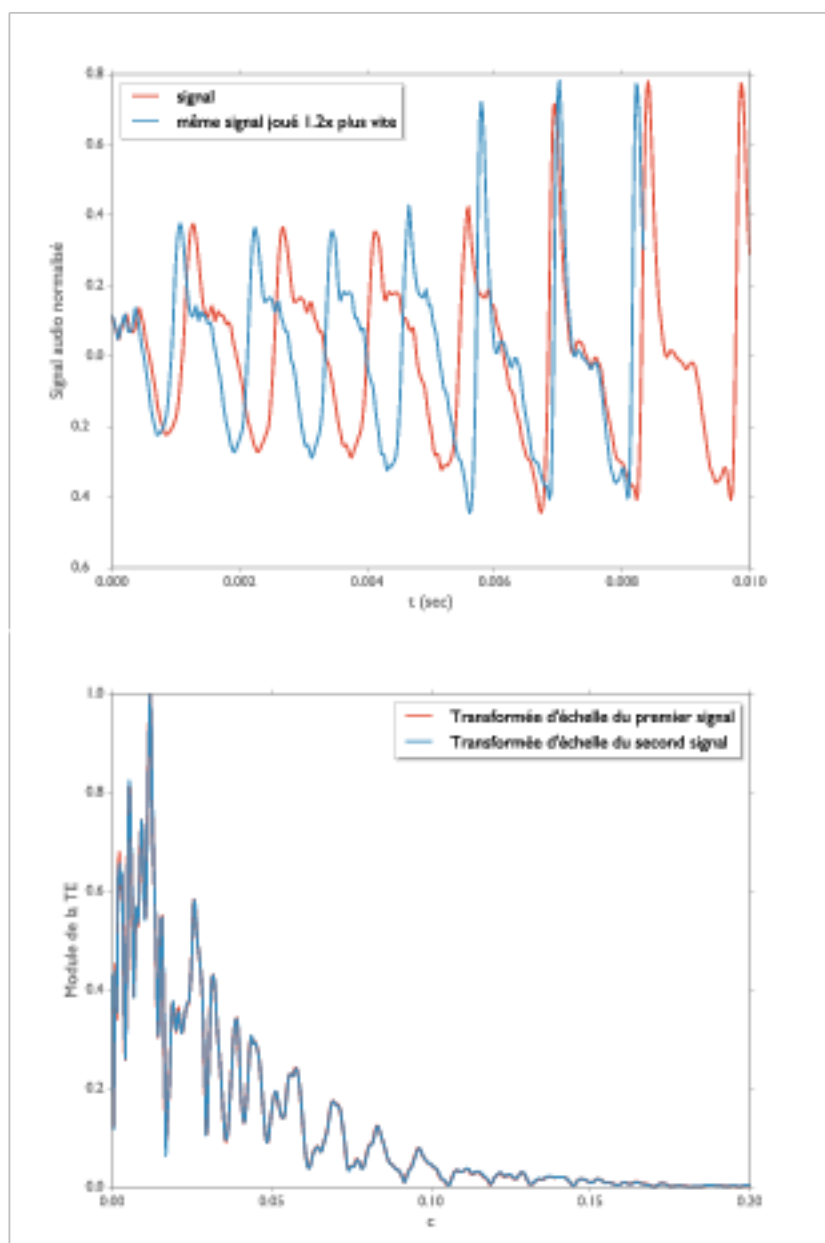 0.8
signal
même signal joué 1.2x plus vite
0.6
0.4
0.2
0.0
0.2
0.4
0.6
Signal audio normalisé
0.000 0.002 0.004 0.006 0.008 0.010
t (sec)
1.0
Transformée d'échelle du premier signal
Transformée d'échelle du second signal
0.8
0.6
0.4
0.2
0.0
Module de la TE
0.00 0.05 0.10 0.15 0.20
c